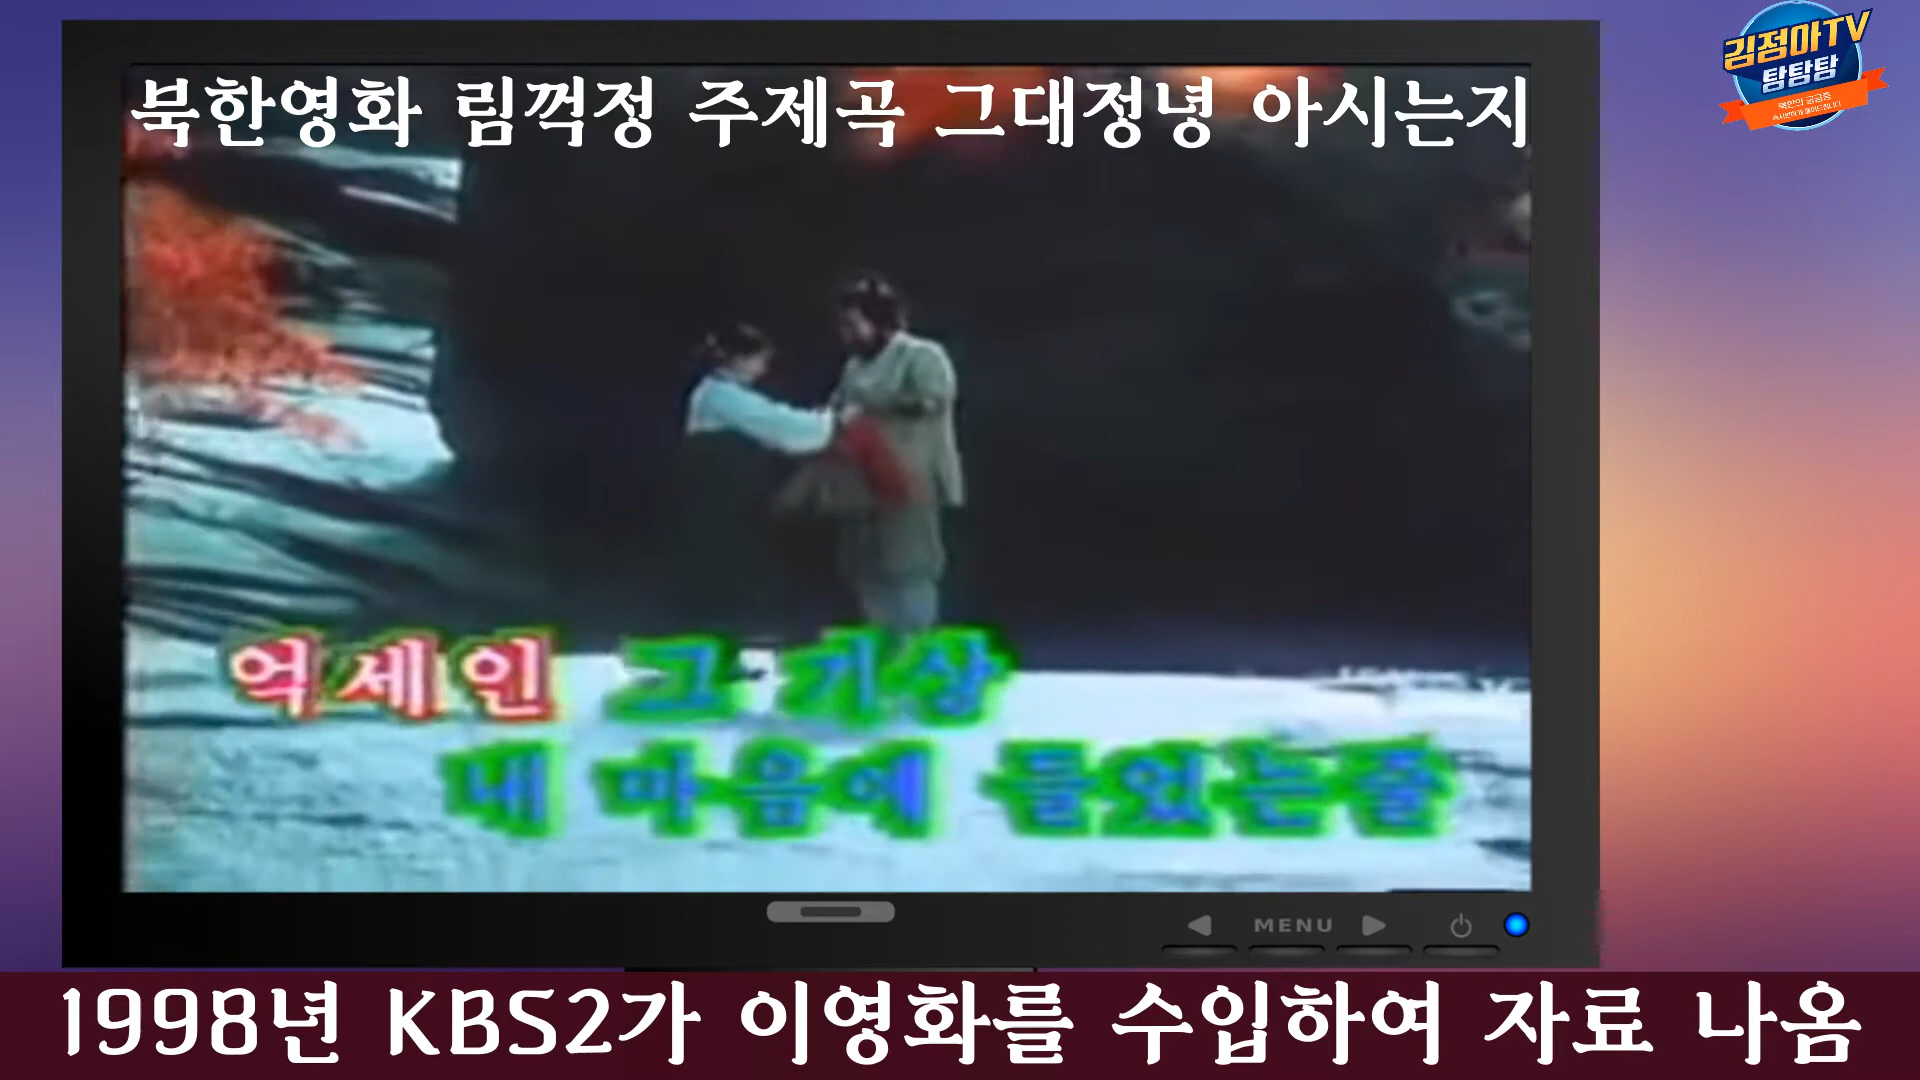 북한영화 림꺽정 주제곡 그대정녕 아시는지
김정아TV
탐탐탐
억세인 그 기상
내 마음에 들었는줄
MENU
1998년 KBS2가 이영화를 수입하여 자료 나옴